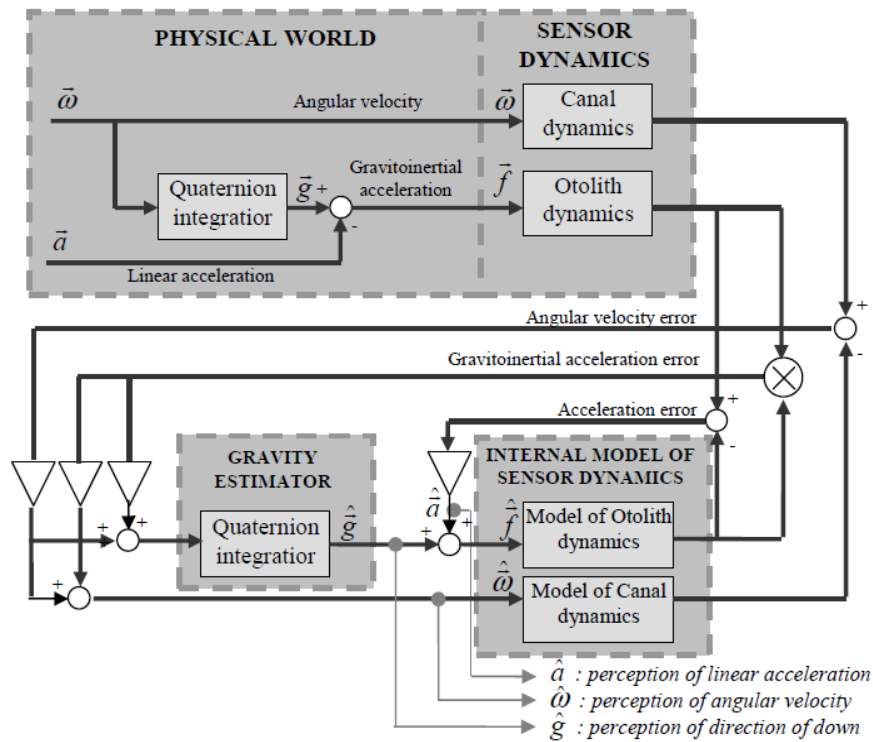 PHYSICAL WORLD
SENSOR
DYNAMICS
ω⃗
Angular velocity
ω⃗
Canal
dynamics
Quaternion
integratior
g⃗
+
-
Gravitoinertial
acceleration
f⃗
Otolith
dynamics
a⃗
Linear acceleration
Angular velocity error
+
-
Gravitoinertial acceleration error
Acceleration error
+
-
GRAVITY
ESTIMATOR
INTERNAL MODEL OF
SENSOR DYNAMICS
+
+
Quaternion
integratior
g⃗̂
a⃗̂
+
+
f⃗̂
Model of Otolith
dynamics
+
ω⃗̂
Model of Canal
dynamics
â : perception of linear acceleration
ω̂ : perception of angular velocity
ĝ : perception of direction of down